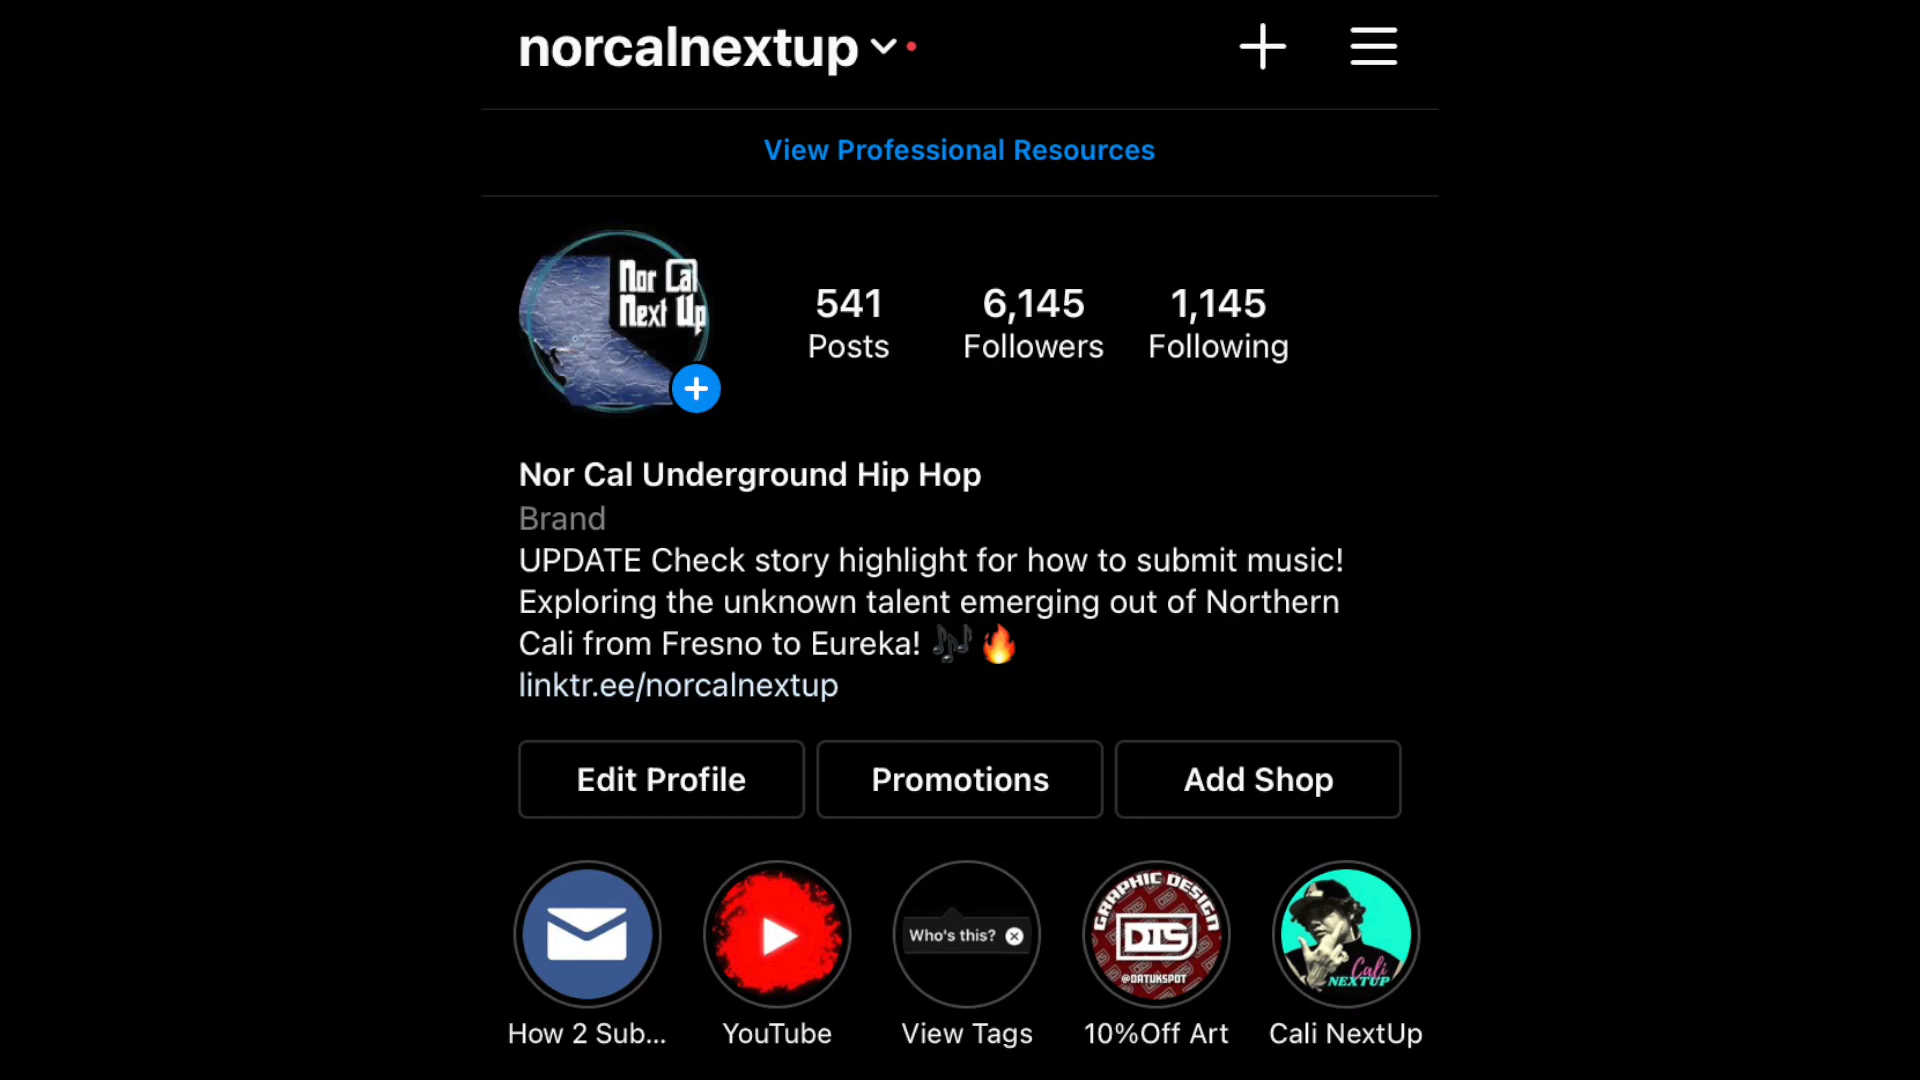 norcalnextup
View Professional Resources
Nor Cal
Next Up
541
Posts
6,145
Followers
1,145
Following
Nor Cal Underground Hip Hop
Brand
UPDATE Check story highlight for how to submit music!
Exploring the unknown talent emerging out of Northern
Cali from Fresno to Eureka! 🎶 🔥
linktr.ee/norcalnextup
Edit Profile
Promotions
Add Shop
Who's this?
GRAPHIC DESIGN
DTS
@DATUKSPOT
Cali
NEXTUP
How 2 Sub...
YouTube
View Tags
10%Off Art
Cali NextUp